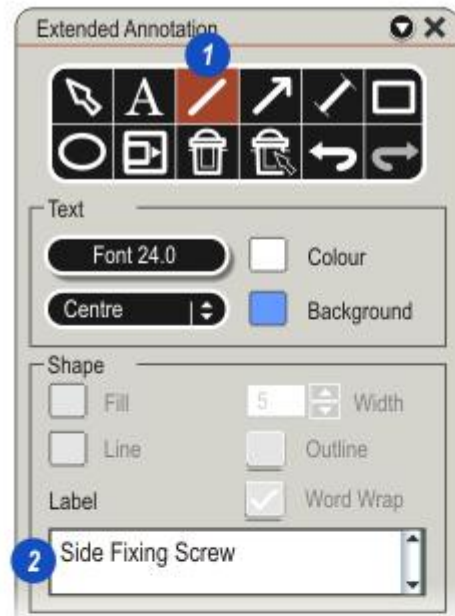 Extended Annotation
1
A
Text
Font 24.0
Colour
Centre
Background
Shape
Fill
5
Width
Line
Outline
Label
Word Wrap
2
Side Fixing Screw